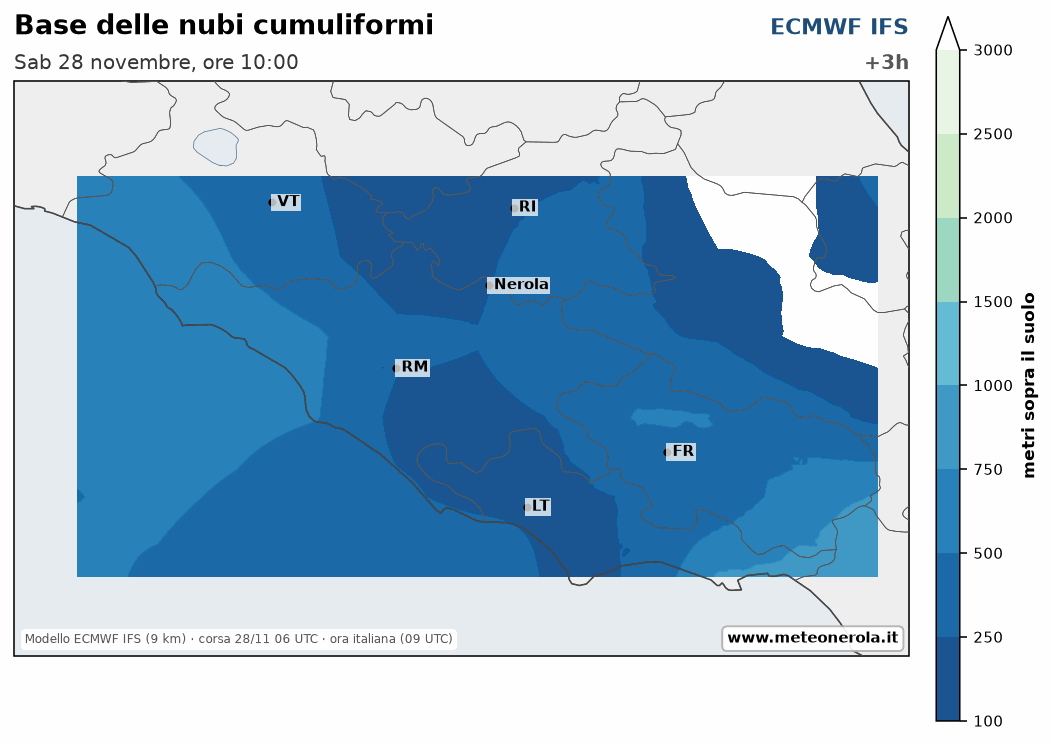 Base delle nubi cumuliformi
ECMWF IFS
Sab 28 novembre, ore 10:00
+3h
VT
RI
Nerola
RM
FR
LT
3000
2500
2000
1500
1000
750
500
250
100
metri sopra il suolo
Modello ECMWF IFS (9 km) · corsa 28/11 06 UTC · ora italiana (09 UTC)
www.meteonerola.it